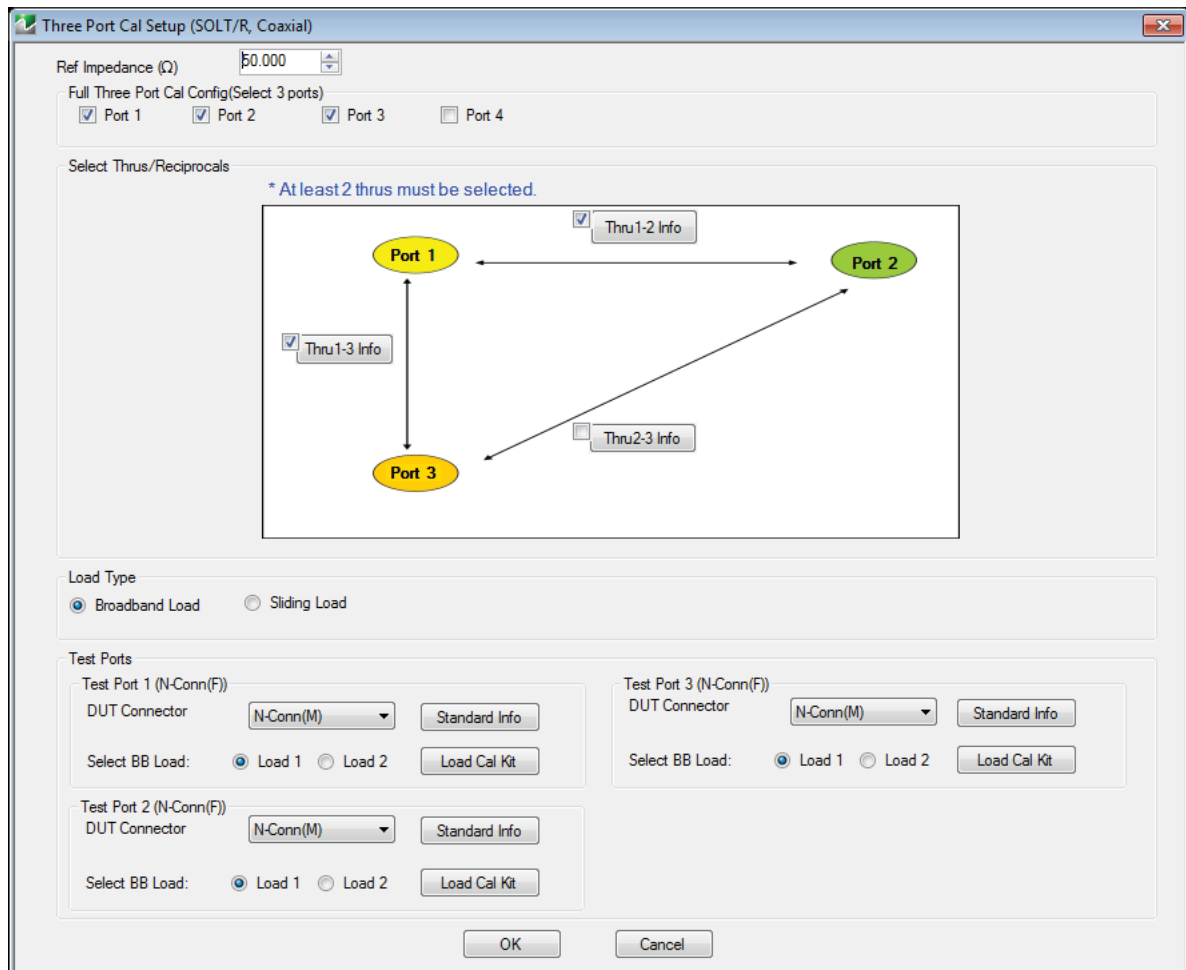 Three Port Cal Setup (SOLT/R, Coaxial)
Ref Impedance (Ω) 50.000
Full Three Port Cal Config(Select 3 ports)
Port 1 Port 2 Port 3 Port 4
Select Thrus/Reciprocals
* At least 2 thrus must be selected.
Thru1-2 Info
Port 1
Port 2
Thru1-3 Info
Thru2-3 Info
Port 3
Load Type
Broadband Load Sliding Load
Test Ports
Test Port 1 (N-Conn(F))
DUT Connector N-Conn(M) Standard Info
Select BB Load: Load 1 Load 2 Load Cal Kit
Test Port 3 (N-Conn(F))
DUT Connector N-Conn(M) Standard Info
Select BB Load: Load 1 Load 2 Load Cal Kit
Test Port 2 (N-Conn(F))
DUT Connector N-Conn(M) Standard Info
Select BB Load: Load 1 Load 2 Load Cal Kit
OK Cancel